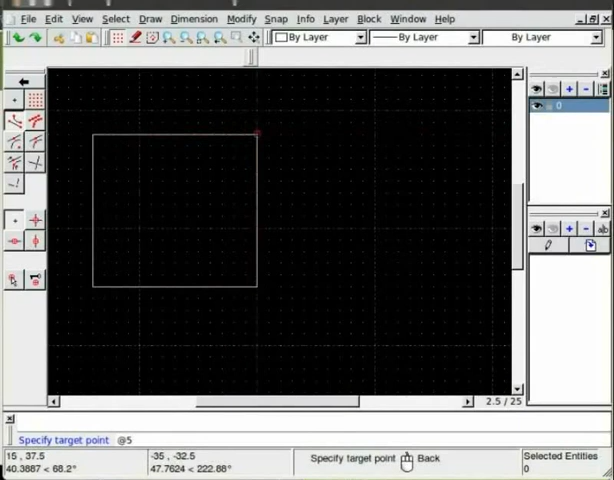 File Edit View Select Draw Dimension Modify Snap Info Layer Block Window Help
By Layer By Layer By Layer
0
ab
2.5 / 25
Specify target point @5
15 , 37.5 -35 , -32.5 Specify target point Back Selected Entities
40.3887 < 68.2° 47.7624 < 222.88° 0